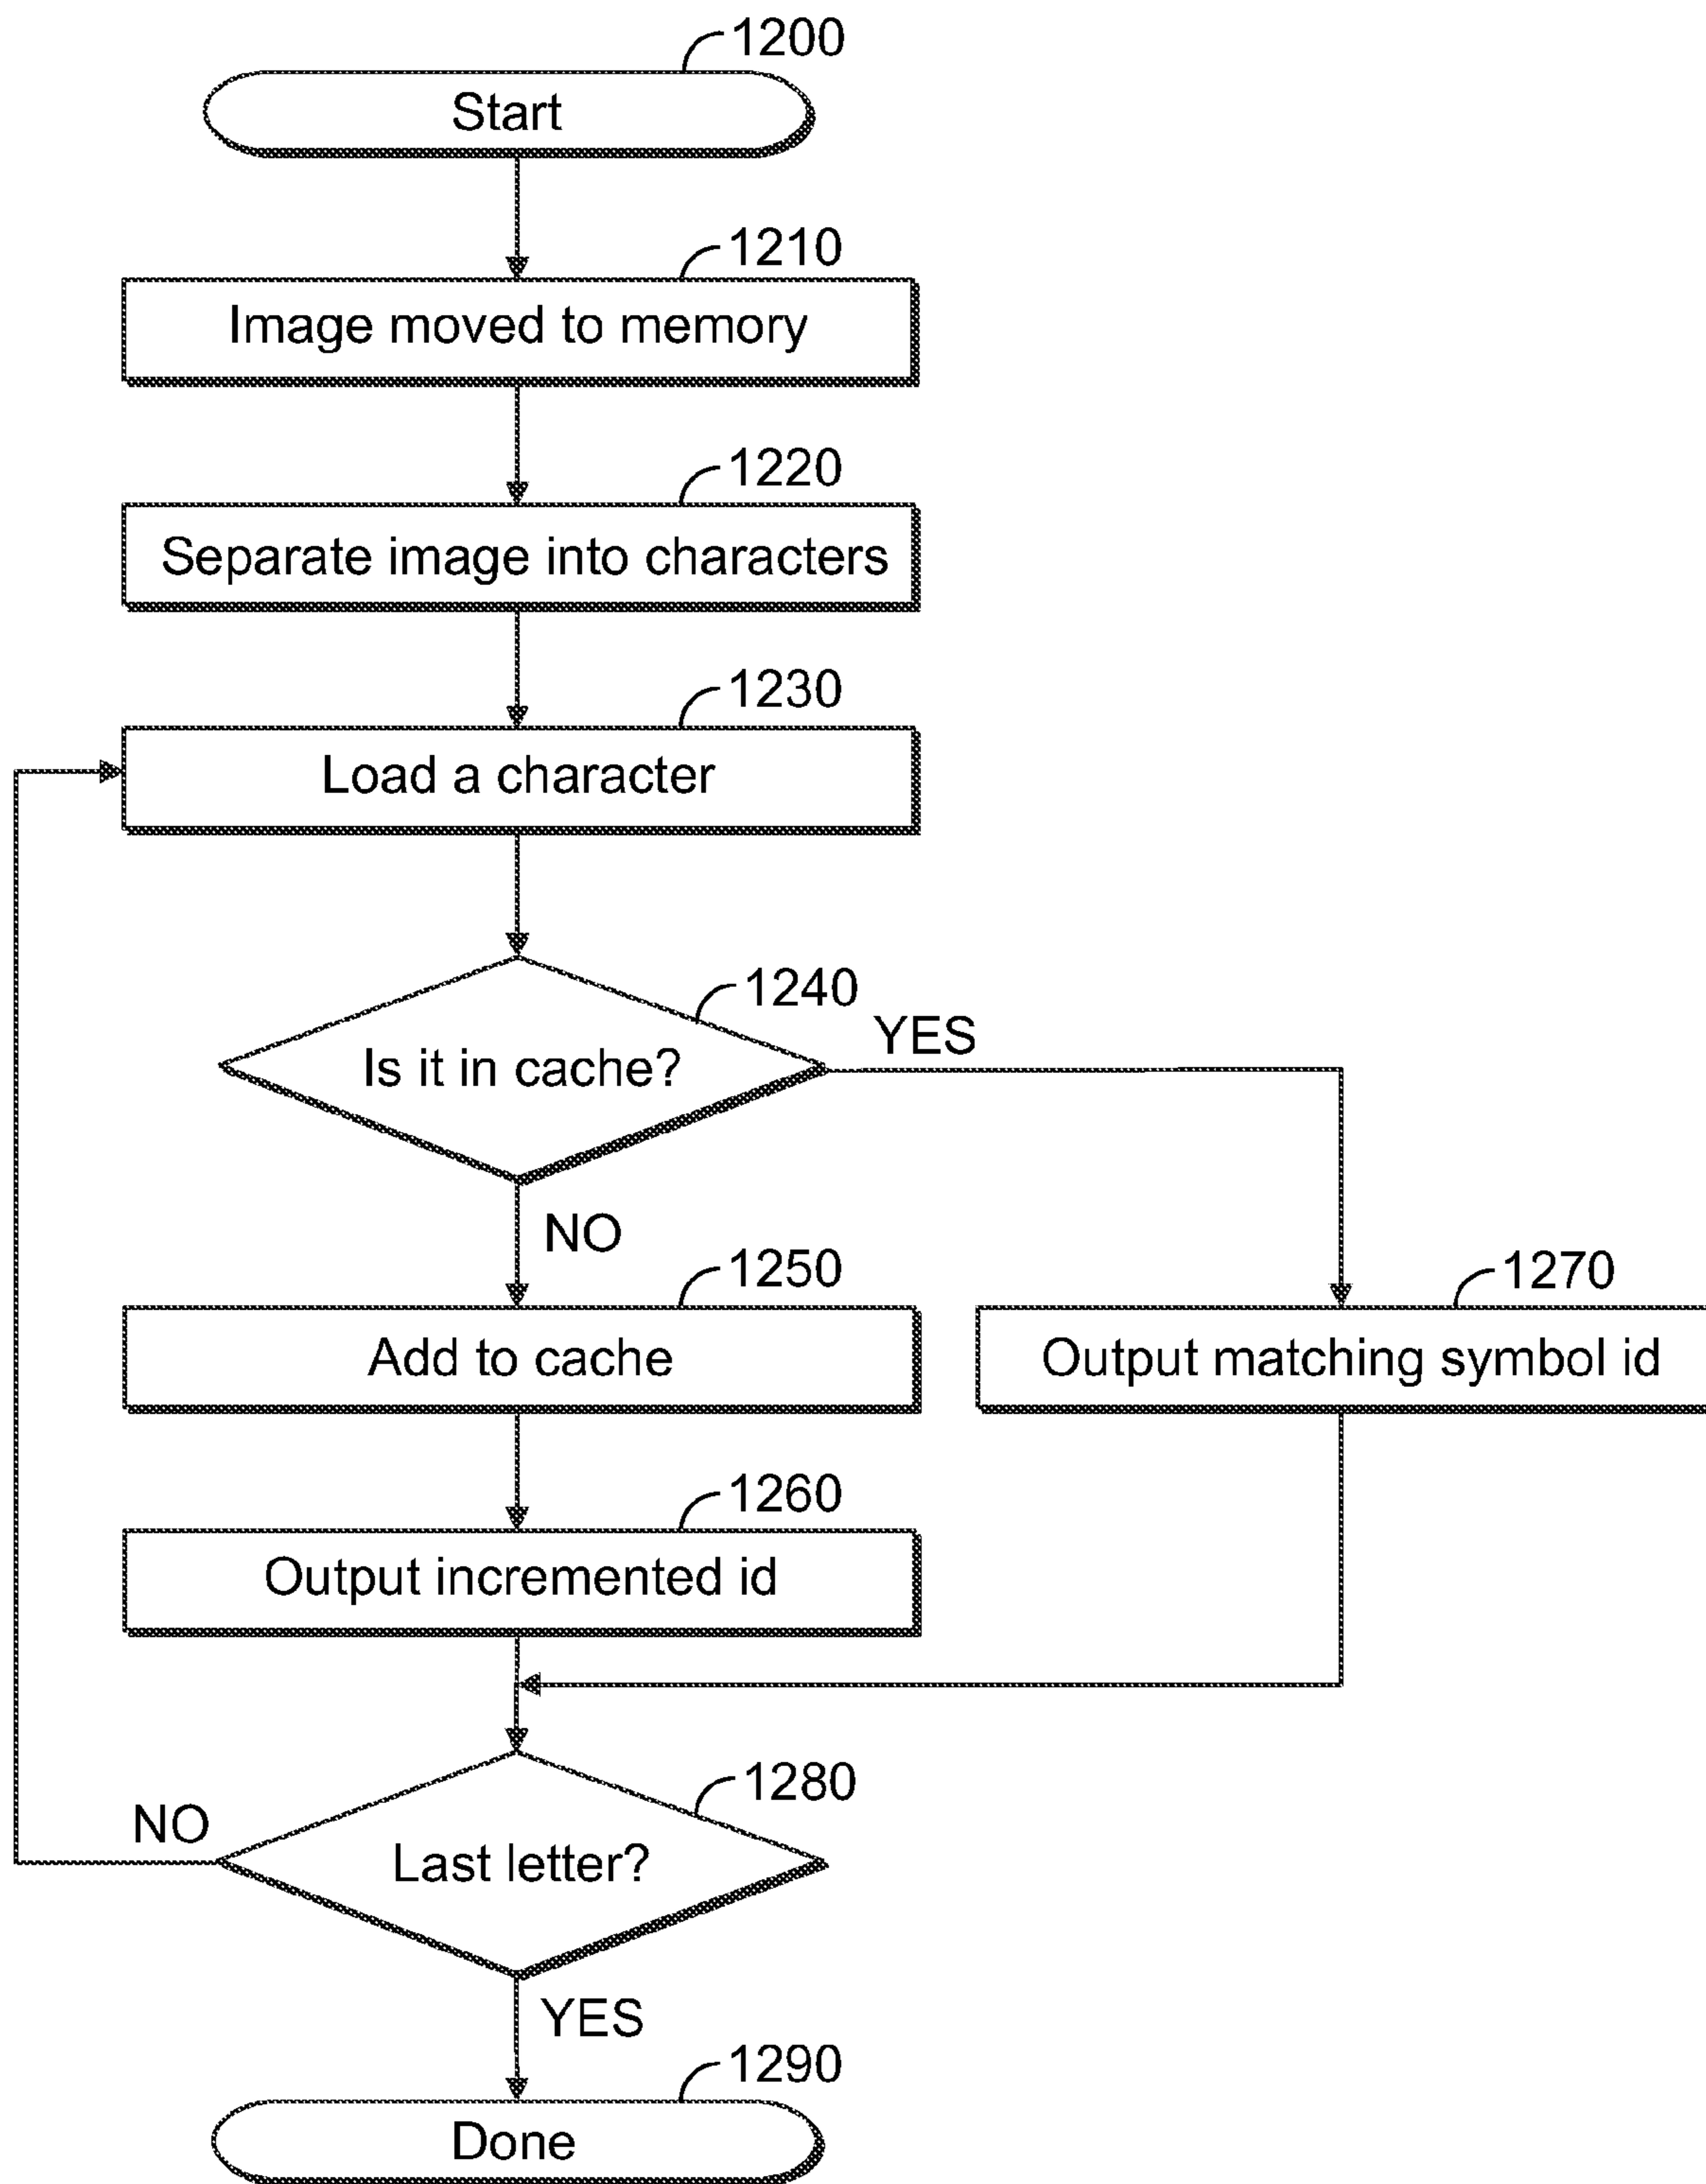 1200
Start
1210
Image moved to memory
1220
Separate image into characters
1230
Load a character
1240
Is it in cache?
YES
NO
1250
Add to cache
1270
Output matching symbol id
1260
Output incremented id
1280
Last letter?
NO
YES
1290
Done